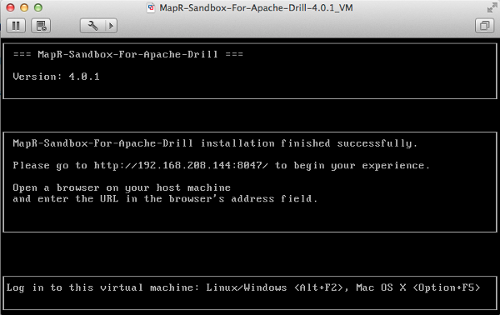 MapR-Sandbox-For-Apache-Drill-4.0.1_VM
=== MapR-Sandbox-For-Apache-Drill ===
Version: 4.0.1
MapR-Sandbox-For-Apache-Drill installation finished successfully.
Please go to http://192.168.208.144:8047/ to begin your experience.
Open a browser on your host machine
and enter the URL in the browser's address field.
Log in to this virtual machine: Linux/Windows <Alt+F2>, Mac OS X <Option+F5>